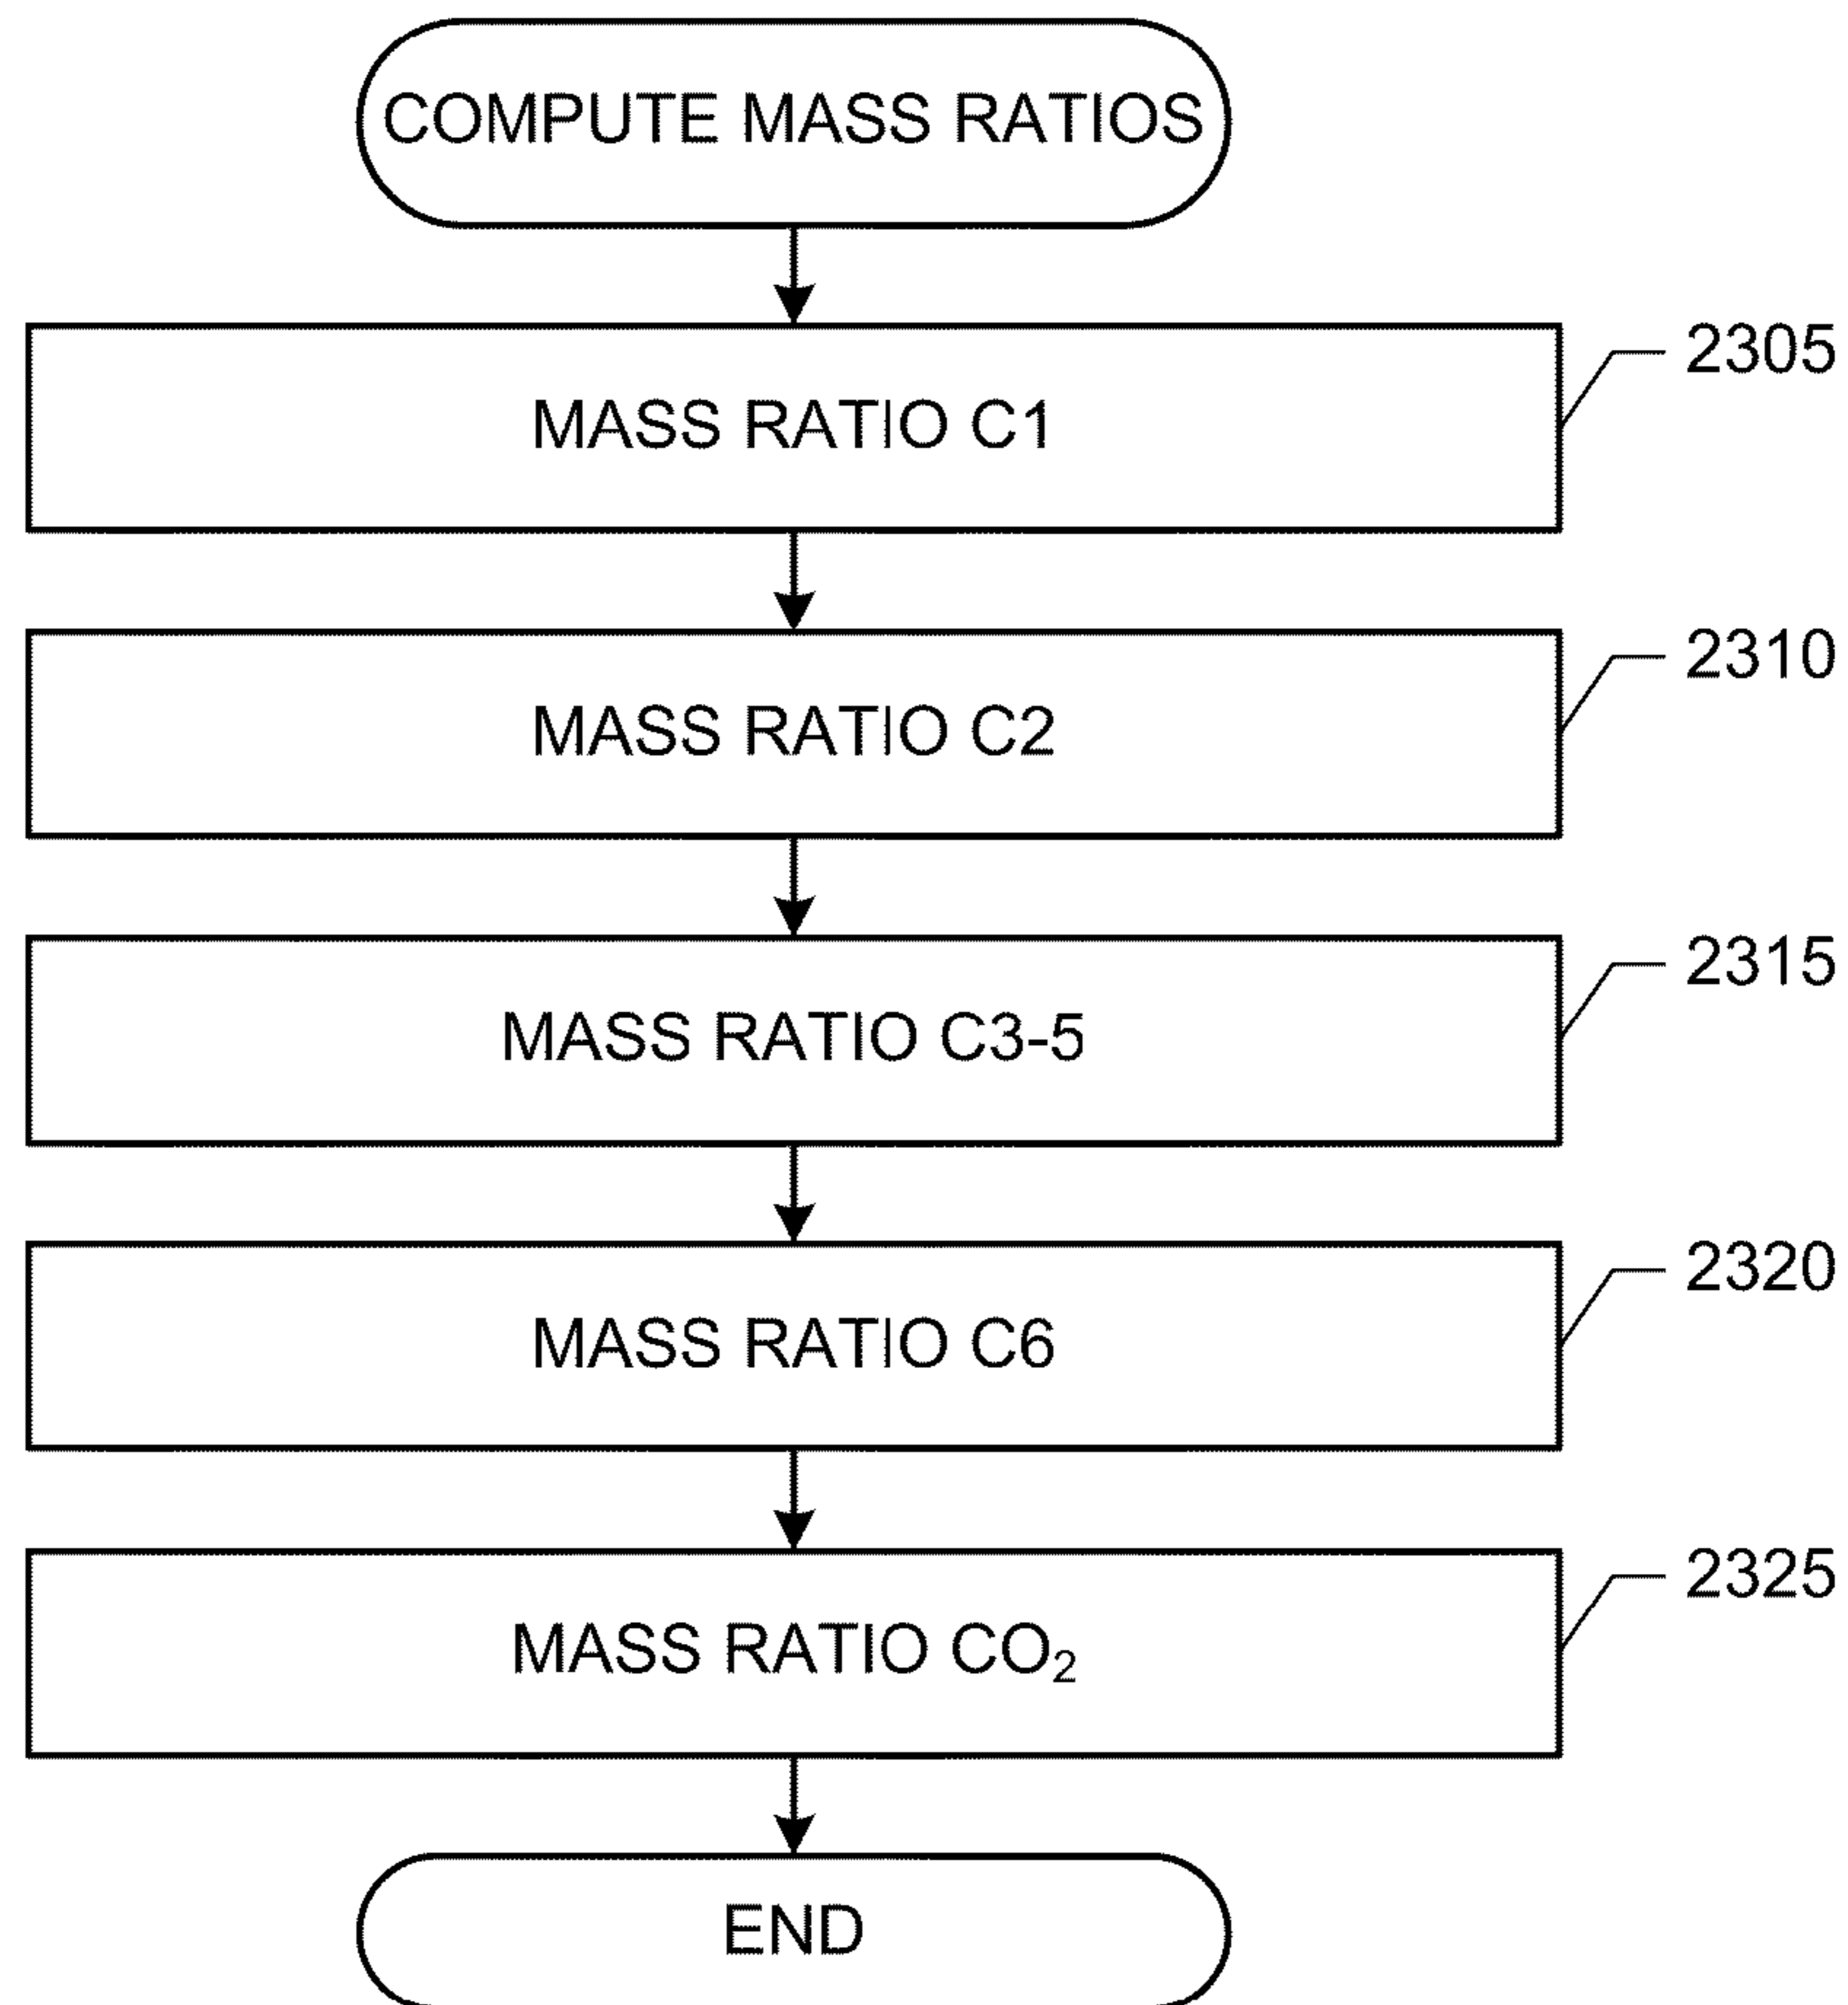 COMPUTE MASS RATIOS
2305
MASS RATIO C1
2310
MASS RATIO C2
2315
MASS RATIO C3-5
2320
MASS RATIO C6
2325
MASS RATIO CO₂
END